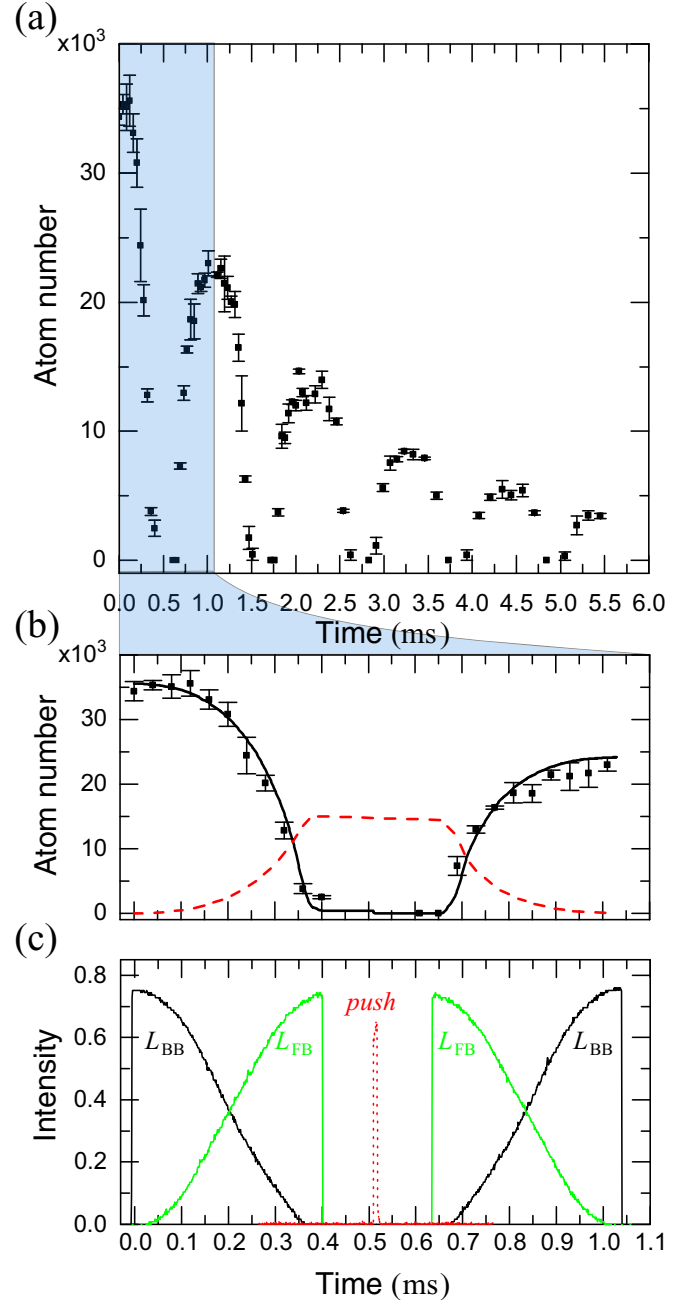 (a)
x10³
30
20
10
0
Atom number
0.0 0.5 1.0 1.5 2.0 2.5 3.0 3.5 4.0 4.5 5.0 5.5 6.0
Time (ms)
(b)
x10³
30
20
10
0
Atom number
(c)
0.8
0.6
0.4
0.2
0.0
Intensity
L_BB L_FB push L_FB L_BB
0.0 0.1 0.2 0.3 0.4 0.5 0.6 0.7 0.8 0.9 1.0 1.1
Time (ms)